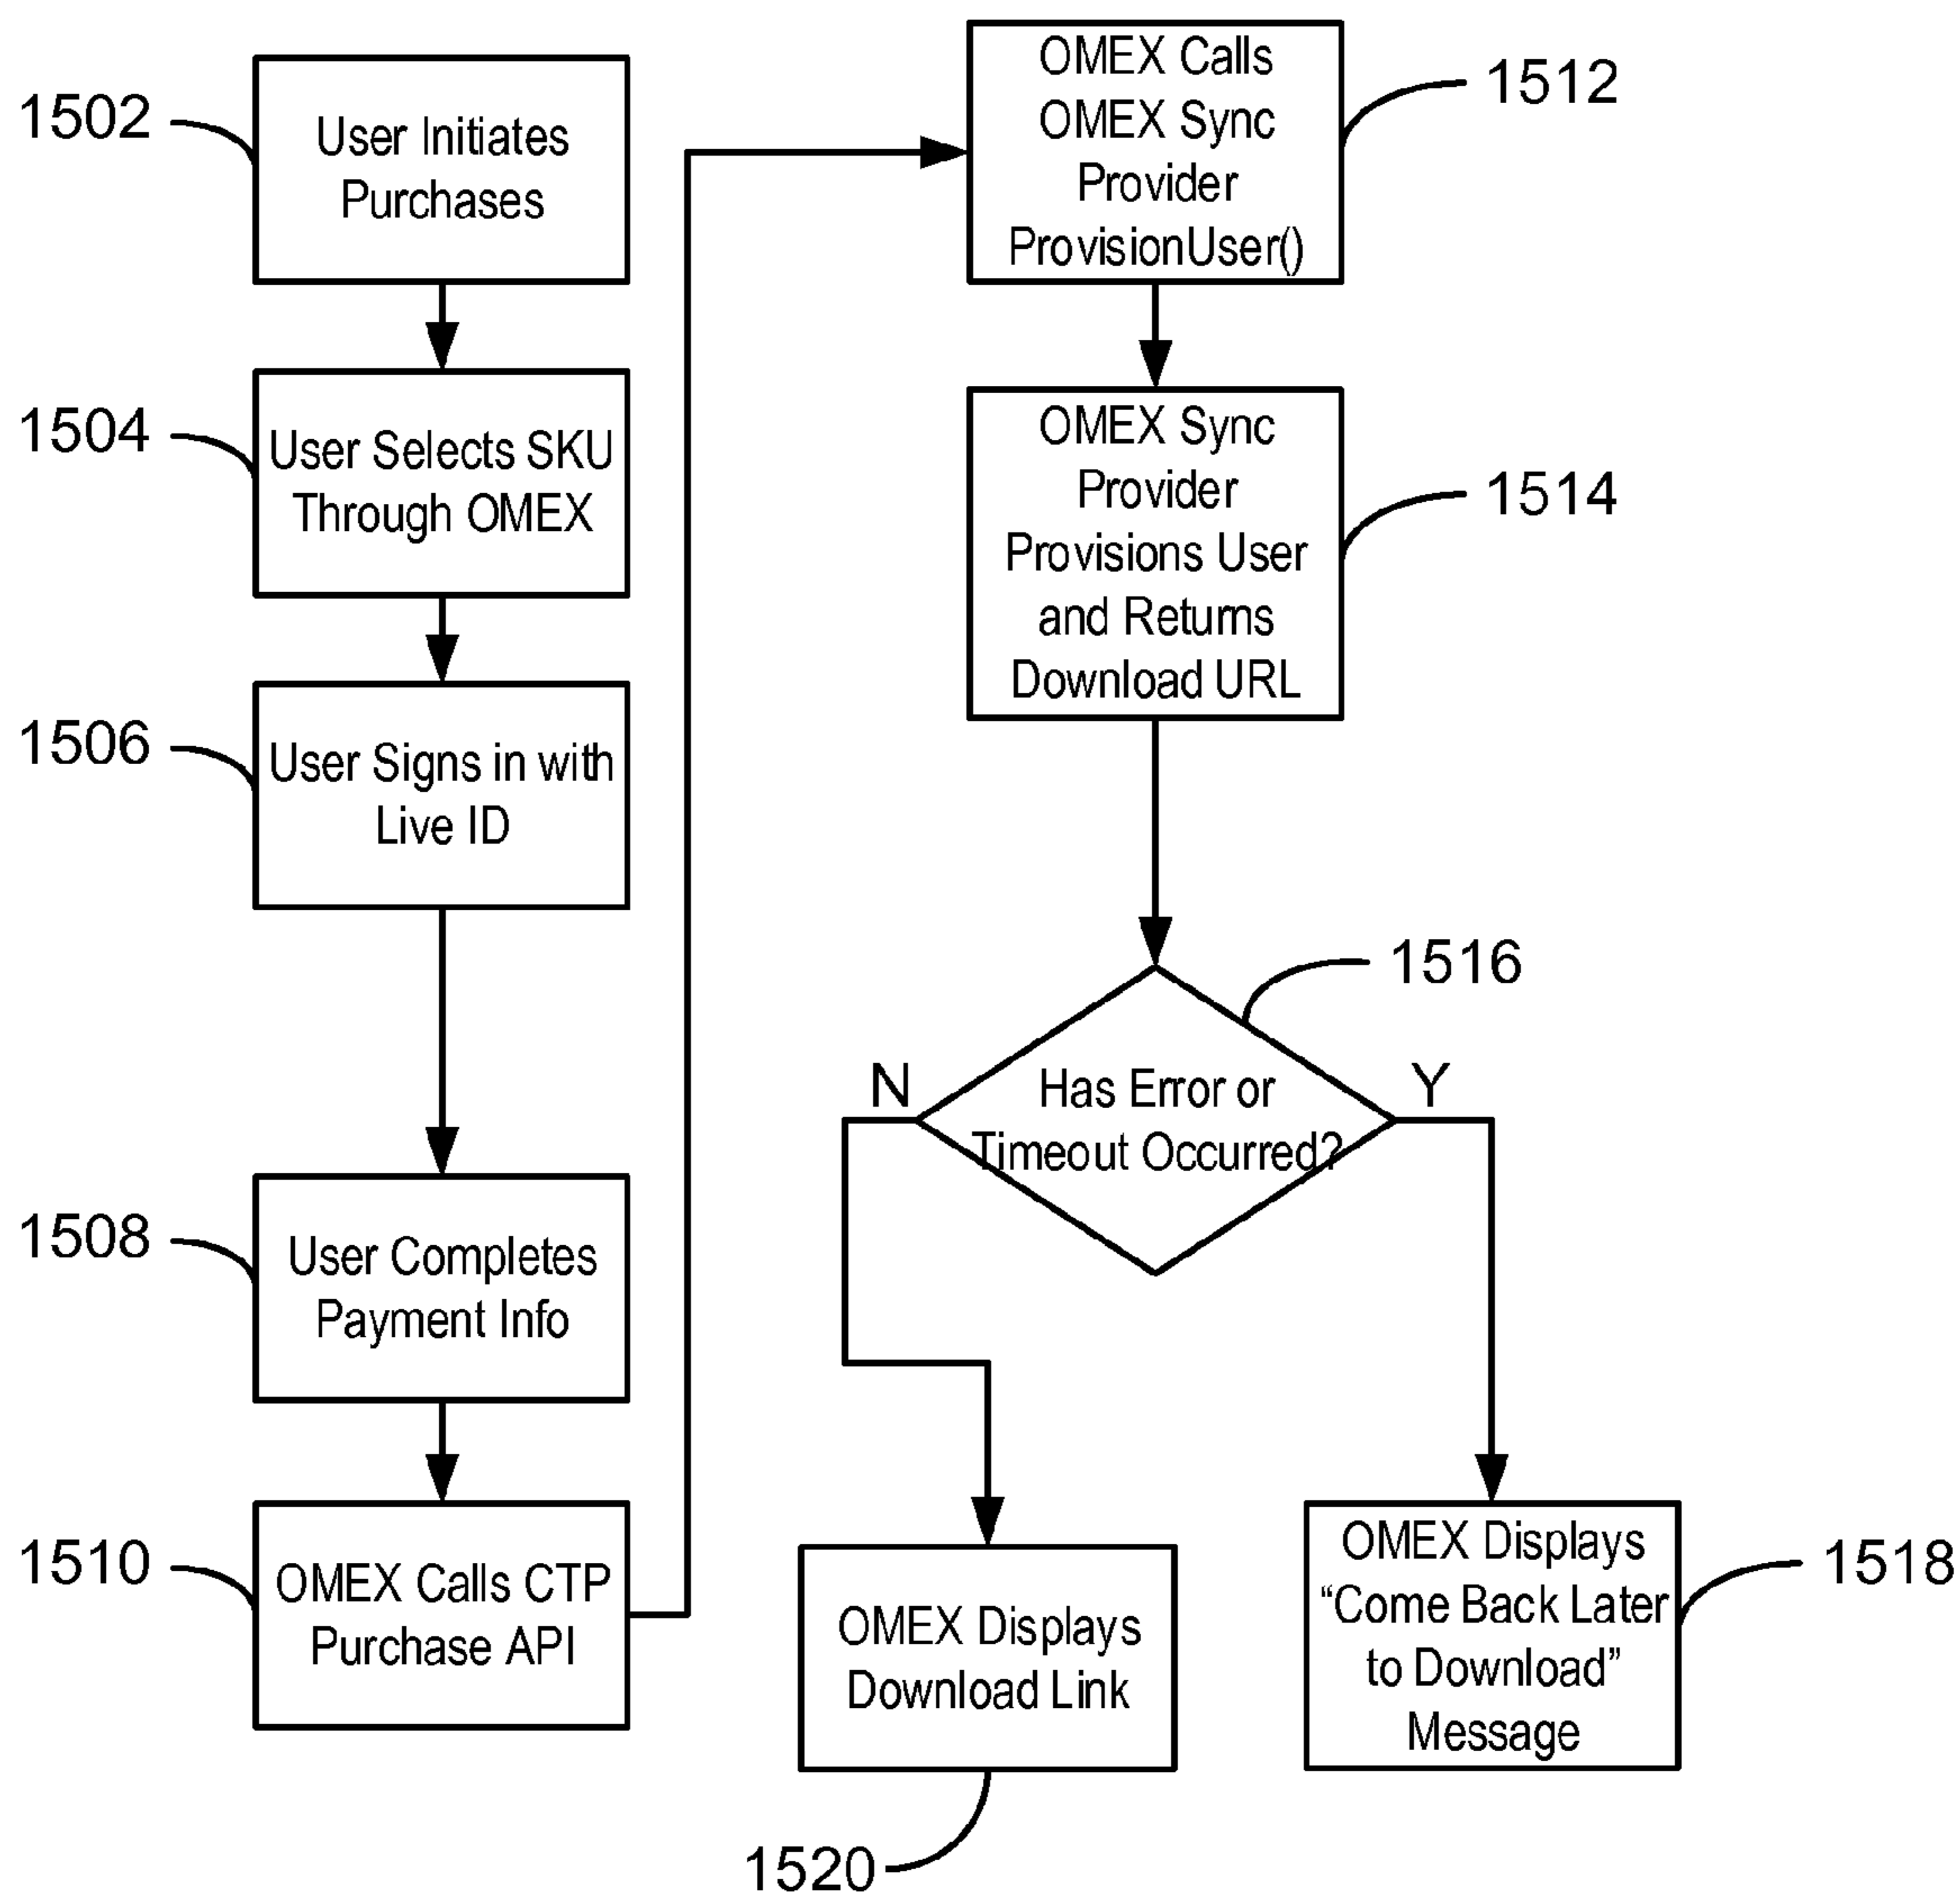 1502
User Initiates
Purchases
1504
User Selects SKU
Through OMEX
1506
User Signs in with
Live ID
1508
User Completes
Payment Info
1510
OMEX Calls CTP
Purchase API
OMEX Calls
OMEX Sync
Provider
ProvisionUser()
1512
OMEX Sync
Provider
Provisions User
and Returns
Download URL
1514
1516
N
Has Error or
Timeout Occurred?
Y
OMEX Displays
Download Link
1520
OMEX Displays
“Come Back Later
to Download”
Message
1518